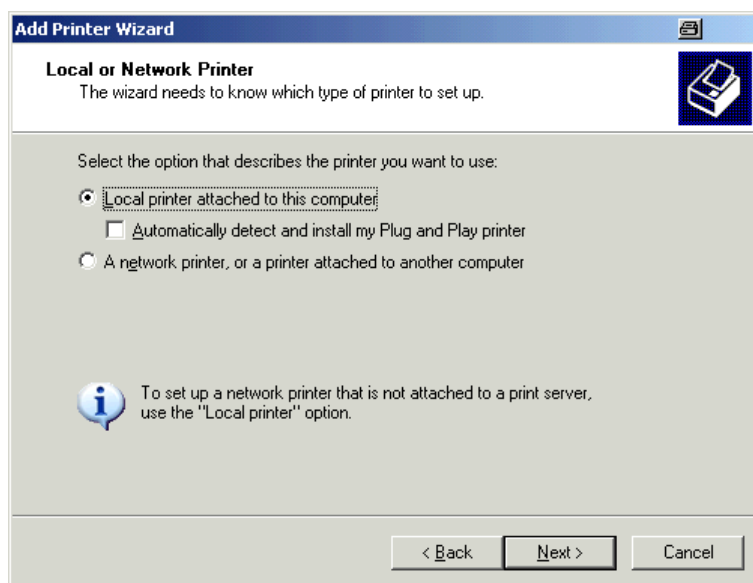 Add Printer Wizard
Local or Network Printer
The wizard needs to know which type of printer to set up.
Select the option that describes the printer you want to use:
Local printer attached to this computer
Automatically detect and install my Plug and Play printer
A network printer, or a printer attached to another computer
To set up a network printer that is not attached to a print server,
use the "Local printer" option.
< Back
Next >
Cancel